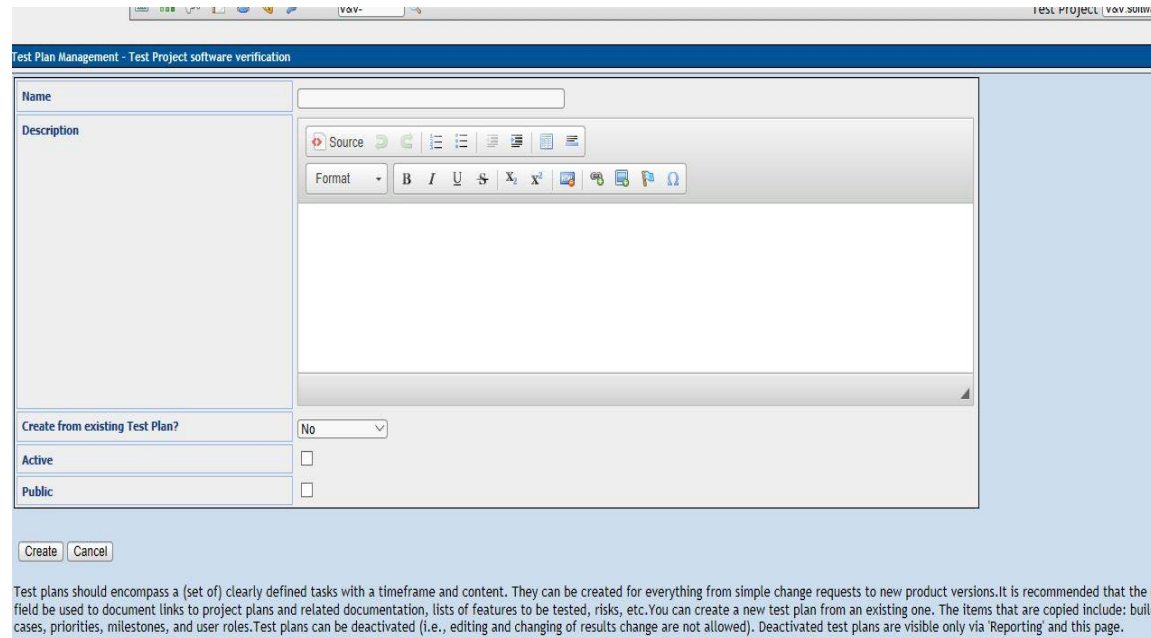 V&V-
Test Project
Test Plan Management - Test Project software verification
Name
Description
Source
Format
B I U S X₂ X² Ω
Create from existing Test Plan?
No
Active
Public
Create Cancel
Test plans should encompass a (set of) clearly defined tasks with a timeframe and content. They can be created for everything from simple change requests to new product versions.It is recommended that the
field be used to document links to project plans and related documentation, lists of features to be tested, risks, etc.You can create a new test plan from an existing one. The items that are copied include:
cases, priorities, milestones, and user roles.Test plans can be deactivated (i.e., editing and changing of results change are not allowed). Deactivated test plans are visible only via 'Reporting' and this page.